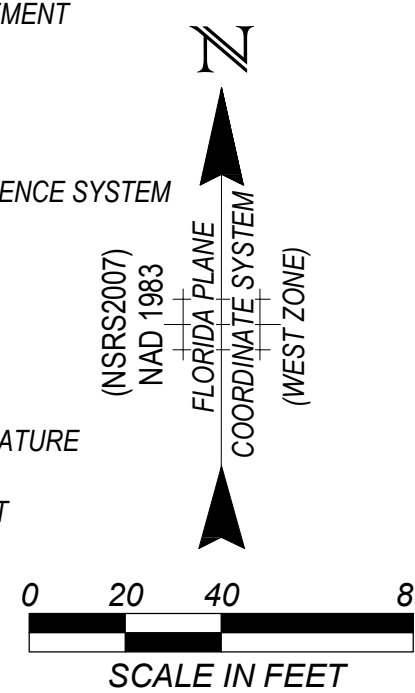 EMENT
N
ENCE SYSTEM
(NSRS2007)
NAD 1983
FLORIDA PLANE
COORDINATE SYSTEM
(WEST ZONE)
ATURE
T
0 20 40 8
SCALE IN FEET